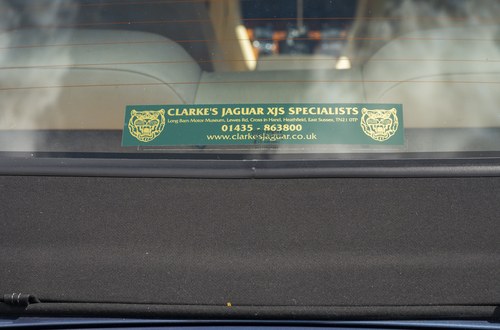 CLARKE'S JAGUAR XJS SPECIALISTS
Long Barn Motor Museum, Lewes Rd, Cross in Hand, Heathfield, East Sussex, TN21 0TP
01435 - 863800
www.clarkesjaguar.co.uk